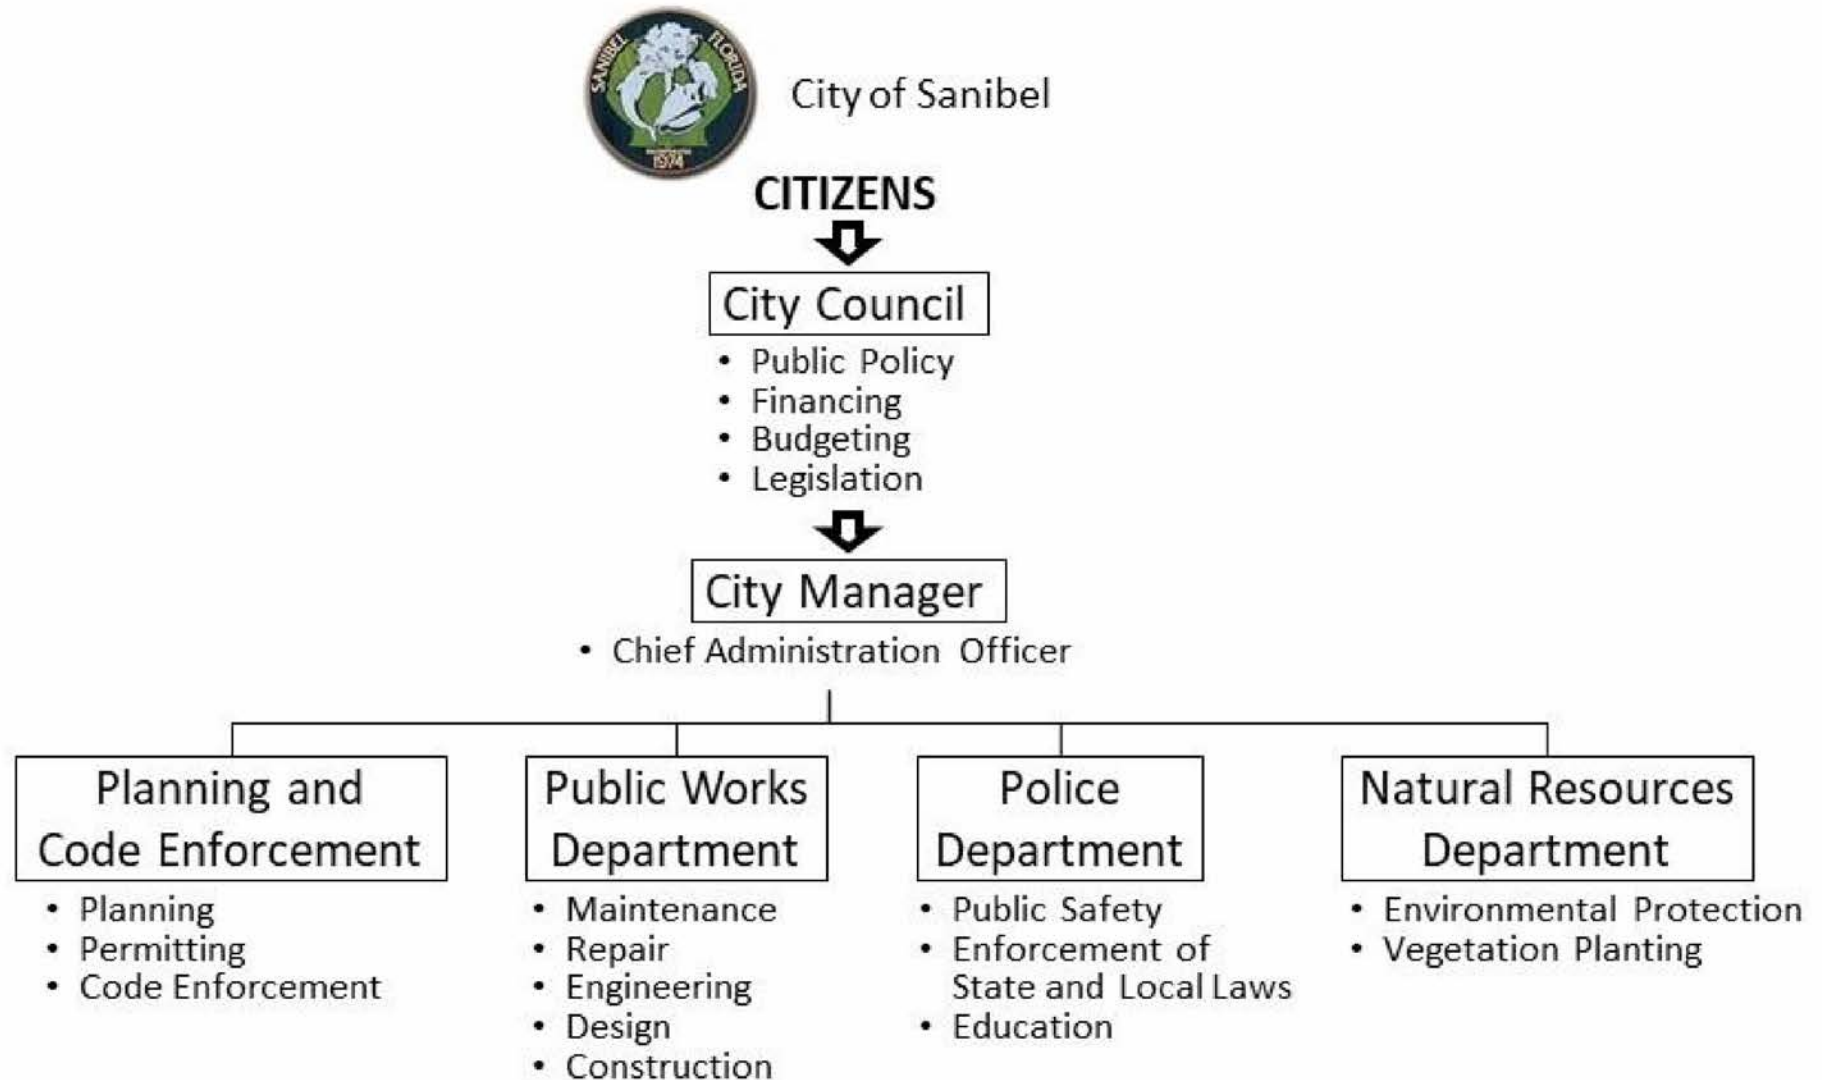 SANIBEL FLORIDA
1974
City of Sanibel
CITIZENS
City Council
• Public Policy
• Financing
• Budgeting
• Legislation
City Manager
• Chief Administration Officer
Planning and
Code Enforcement
• Planning
• Permitting
• Code Enforcement
Public Works
Department
• Maintenance
• Repair
• Engineering
• Design
• Construction
Police
Department
• Public Safety
• Enforcement of
State and Local Laws
• Education
Natural Resources
Department
• Environmental Protection
• Vegetation Planting